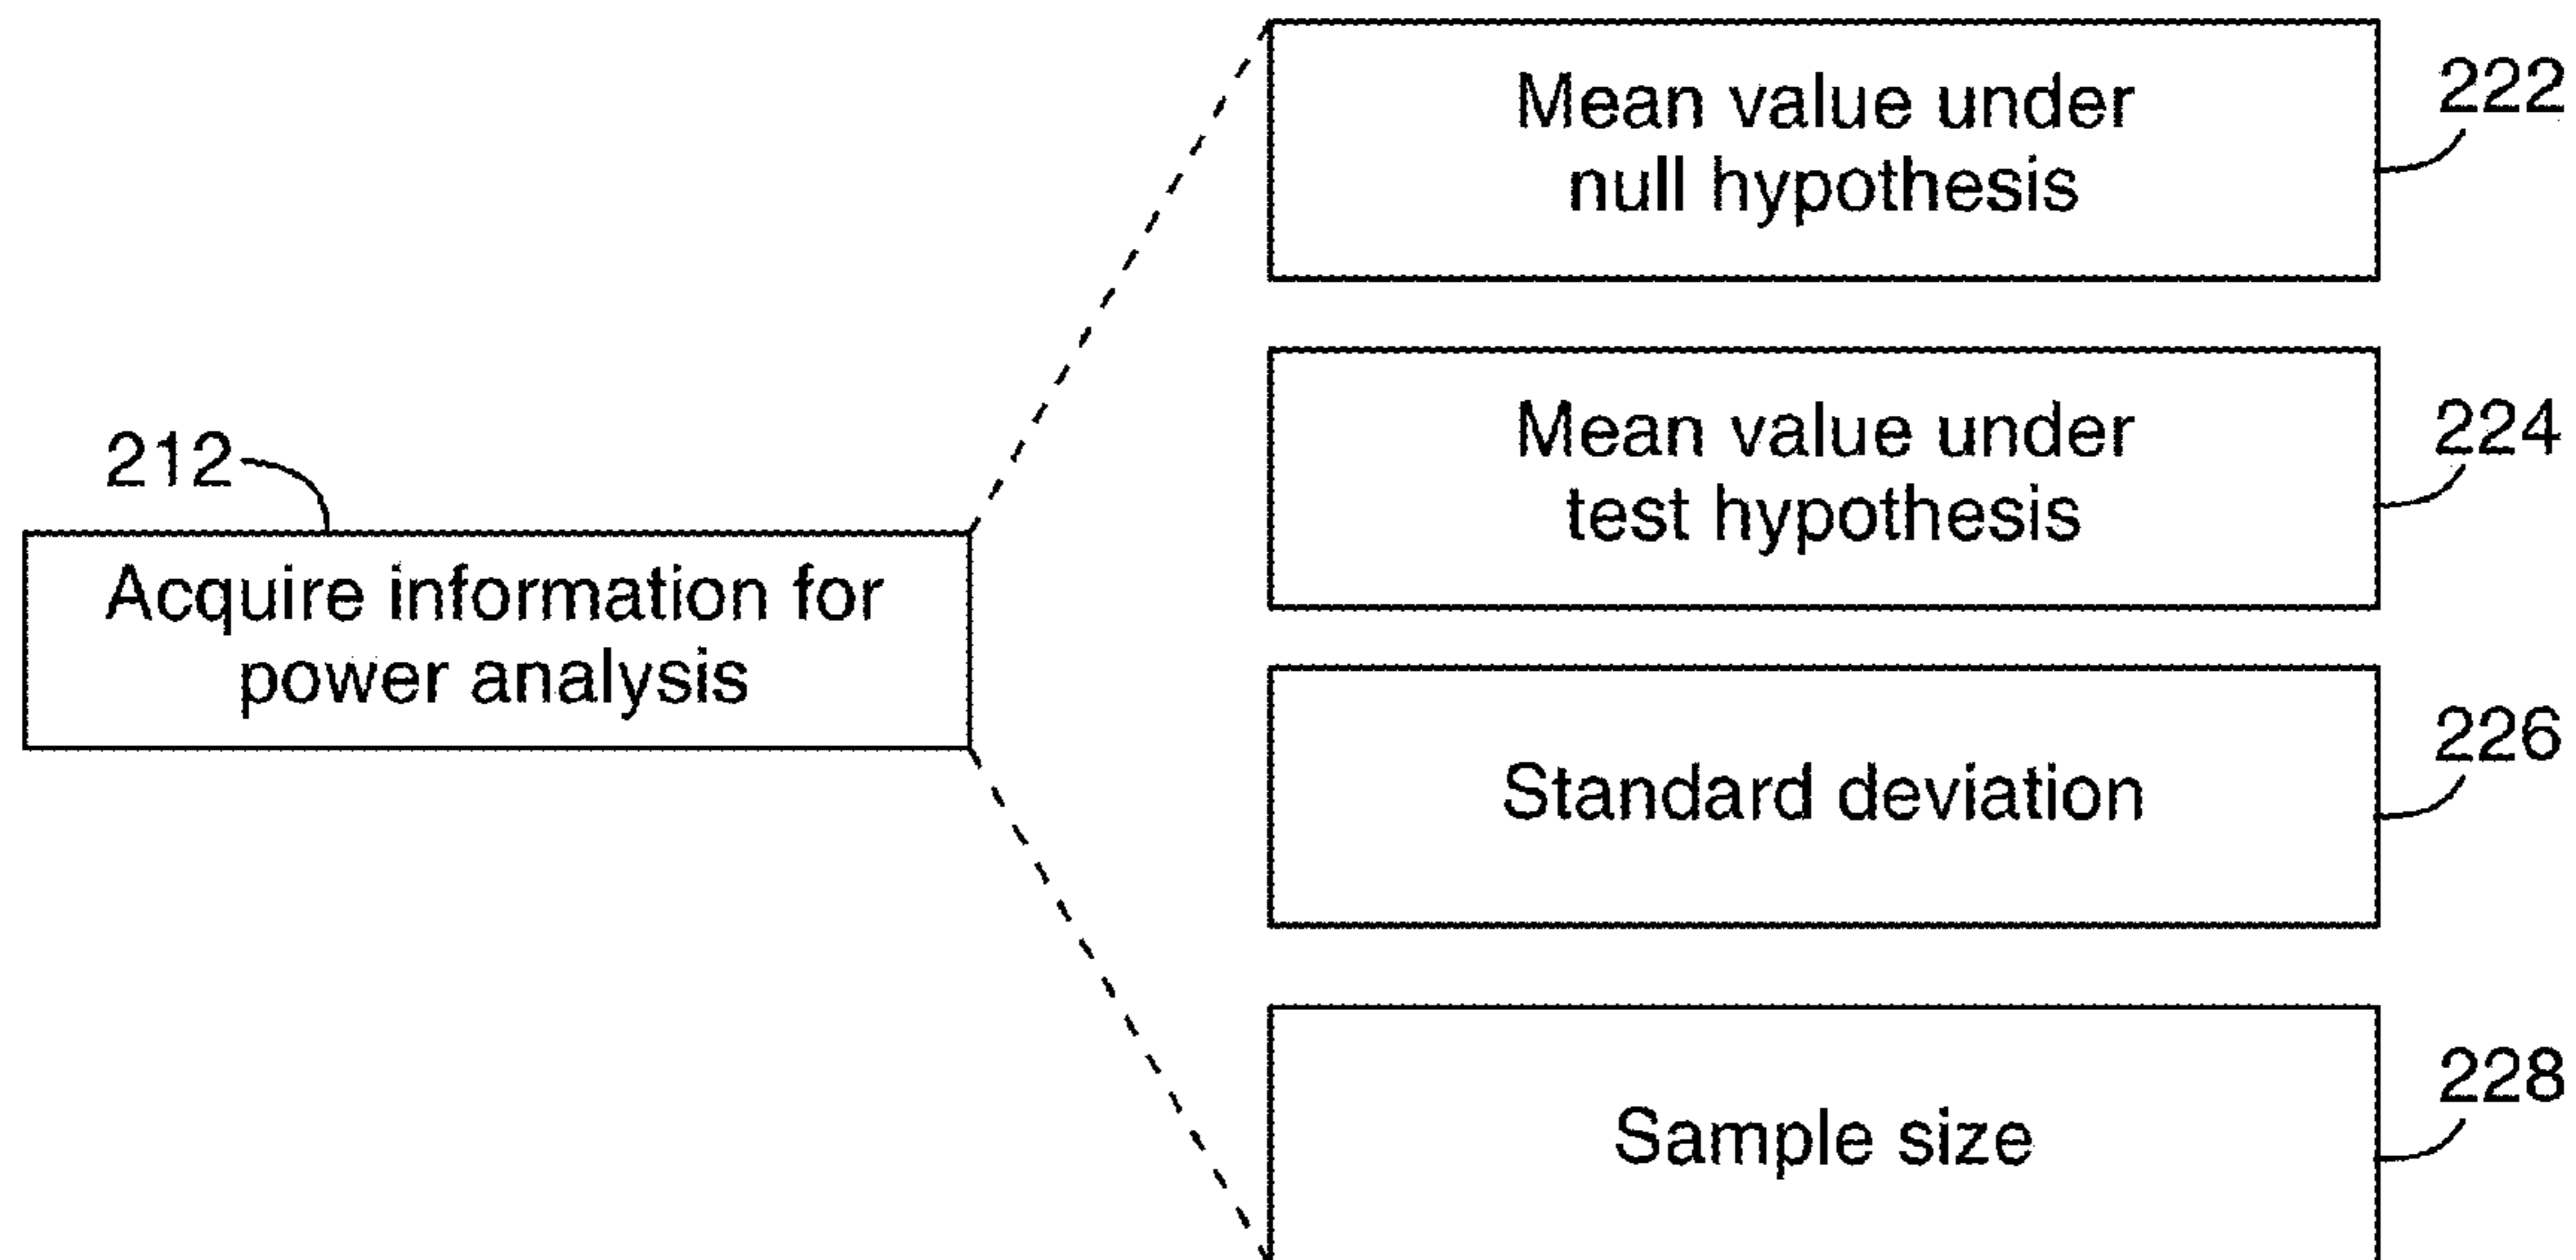 212
Acquire information for
power analysis
Mean value under
null hypothesis
222
Mean value under
test hypothesis
224
Standard deviation
226
Sample size
228